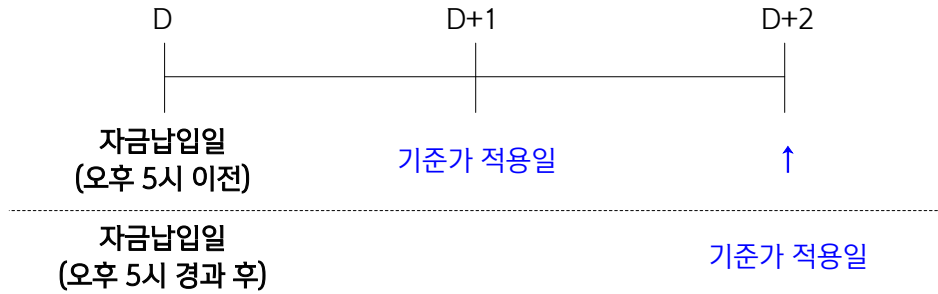 D D+1 D+2
자금납입일
(오후 5시 이전)
기준가 적용일
↑
자금납입일
(오후 5시 경과 후)
기준가 적용일